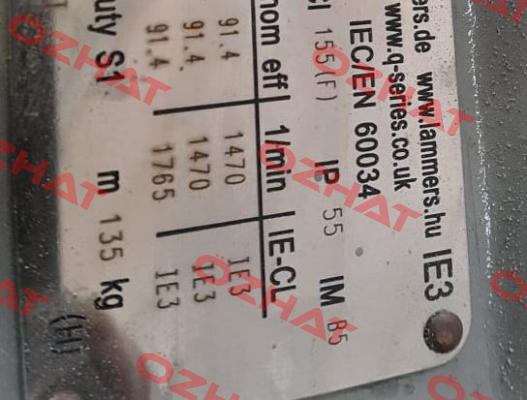 mers.de www.lammers.hu IE3
www.q-series.co.uk
IEC/EN 60034
Cl 155(F) IP 55 IM B5
nom eff 1/min IE-CL
91.4 1470 IE3
91.4. 1470 IE3
91.4 1765 IE3
uty S1 m 135 kg
(H)
OZHAT